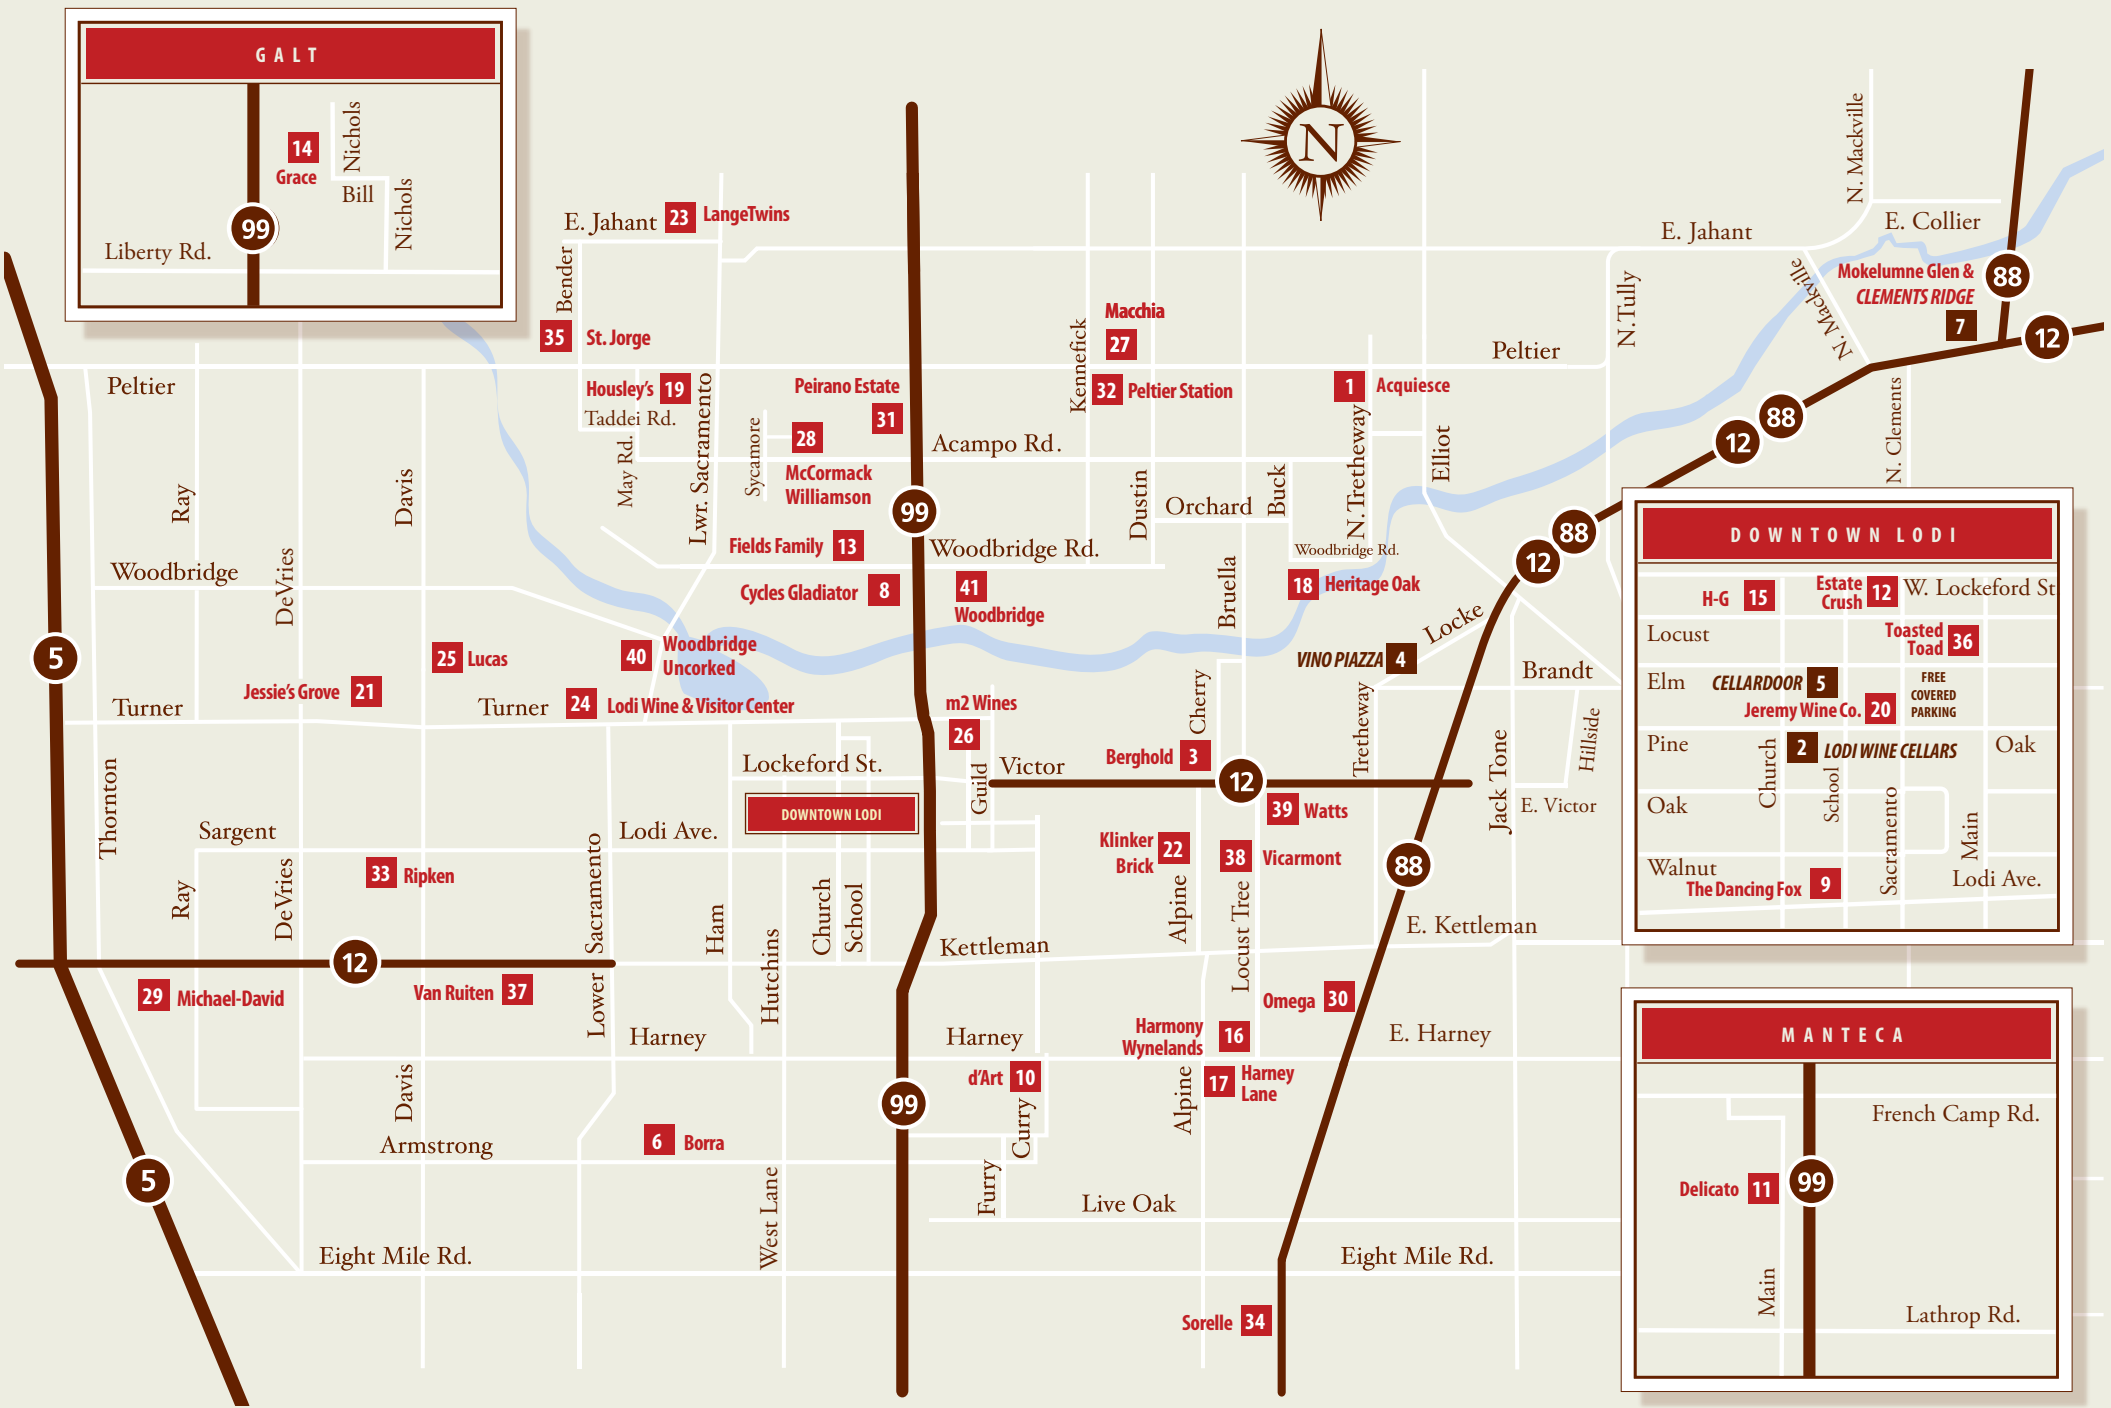 GALT
Nichols
14
Grace
Bill
Nichols
99
Liberty Rd.
N
E. Jahant
23
LangeTwins
Bender
35
St. Jorge
Peltier
Housley's
19
Taddei Rd.
May Rd.
Lwr. Sacramento
Sycamore
Peirano Estate
31
28
McCormack
Williamson
Acampo Rd.
99
Kennefick
Macchia
27
32
Peltier Station
1
Acquiesce
Peltier
N. Tretheway
Elliot
N.Tully
E. Jahant
N. Mackville
E. Collier
N. Mackville
Mokelumne Glen &
CLEMENTS RIDGE
7
88
12
88
12
N. Clements
Ray
Davis
DeVries
Woodbridge
Dustin
Orchard
Buck
Woodbridge Rd.
Woodbridge Rd.
88
12
Fields Family
13
Cycles Gladiator
8
41
Woodbridge
Bruella
18
Heritage Oak
Locke
VINO PIAZZA
4
Brandt
5
25
Lucas
40
Woodbridge
Uncorked
Jessie's Grove
21
Turner
Turner
24
Lodi Wine & Visitor Center
m2 Wines
26
Cherry
Tretheway
Hillside
Berghold
3
Lockeford St.
Guild
Victor
12
DOWNTOWN LODI
39
Watts
Jack Tone
E. Victor
Thornton
Sargent
Lodi Ave.
Klinker
Brick
22
38
Vicarmont
88
33
Ripken
Ray
DeVries
Lower Sacramento
Ham
Hutchins
Church
School
Alpine
Locust Tree
Kettleman
E. Kettleman
12
29
Michael-David
Van Ruiten
37
Omega
30
Harney
Harney
Harmony
Wynelands
16
E. Harney
d'Art
10
Alpine
17
Harney
Lane
Davis
99
Curry
Armstrong
6
Borra
5
West Lane
Furry
Live Oak
Eight Mile Rd.
Eight Mile Rd.
Sorelle
34
DOWNTOWN LODI
H-G
15
Estate
Crush
12
W. Lockeford St
Locust
Toasted
Toad
36
Elm
CELLARDOOR
5
FREE
COVERED
PARKING
Jeremy Wine Co.
20
Pine
Church
2
LODI WINE CELLARS
Oak
School
Oak
Sacramento
Main
Walnut
The Dancing Fox
9
Lodi Ave.
MANTECA
French Camp Rd.
Delicato
11
99
Main
Lathrop Rd.